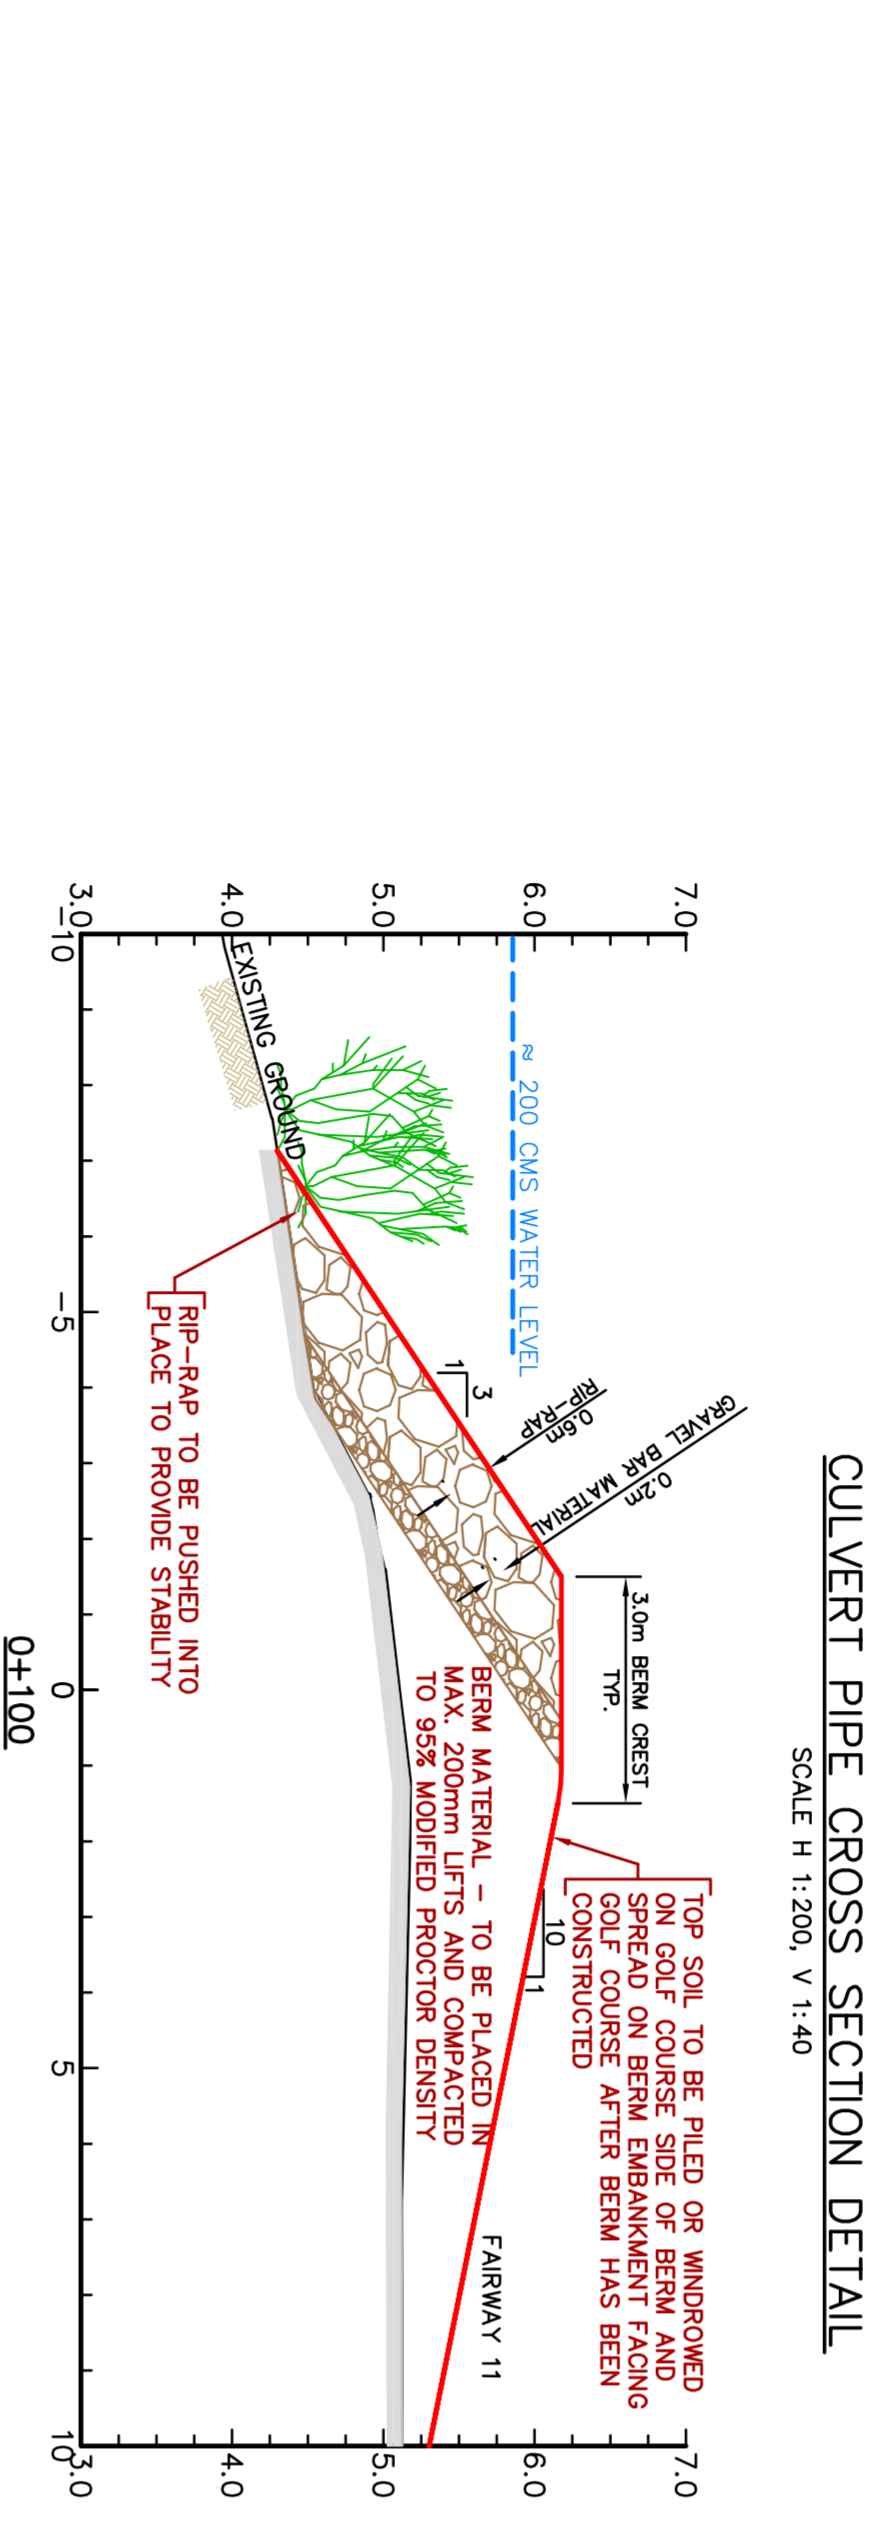 CULVERT PIPE CROSS SECTION DETAIL
SCALE H 1:200, V 1:40
7.0
6.0
5.0
4.0
3.0
7.0
6.0
5.0
4.0
3.0
-10
-5
0
5
10
0+100
≈ 200 CMS WATER LEVEL
EXISTING GROUND
1
3
RIP-RAP
0.6m
GRAVEL BAR MATERIAL
0.2m
3.0m BERM CREST
TYP.
TOP SOIL TO BE PILED OR WINDROWED
ON GOLF COURSE SIDE OF BERM AND
SPREAD ON BERM EMBANKMENT FACING
GOLF COURSE AFTER BERM HAS BEEN
CONSTRUCTED
10
1
BERM MATERIAL - TO BE PLACED IN
MAX. 200mm LIFTS AND COMPACTED
TO 95% MODIFIED PROCTOR DENSITY
FAIRWAY 11
RIP-RAP TO BE PUSHED INTO
PLACE TO PROVIDE STABILITY